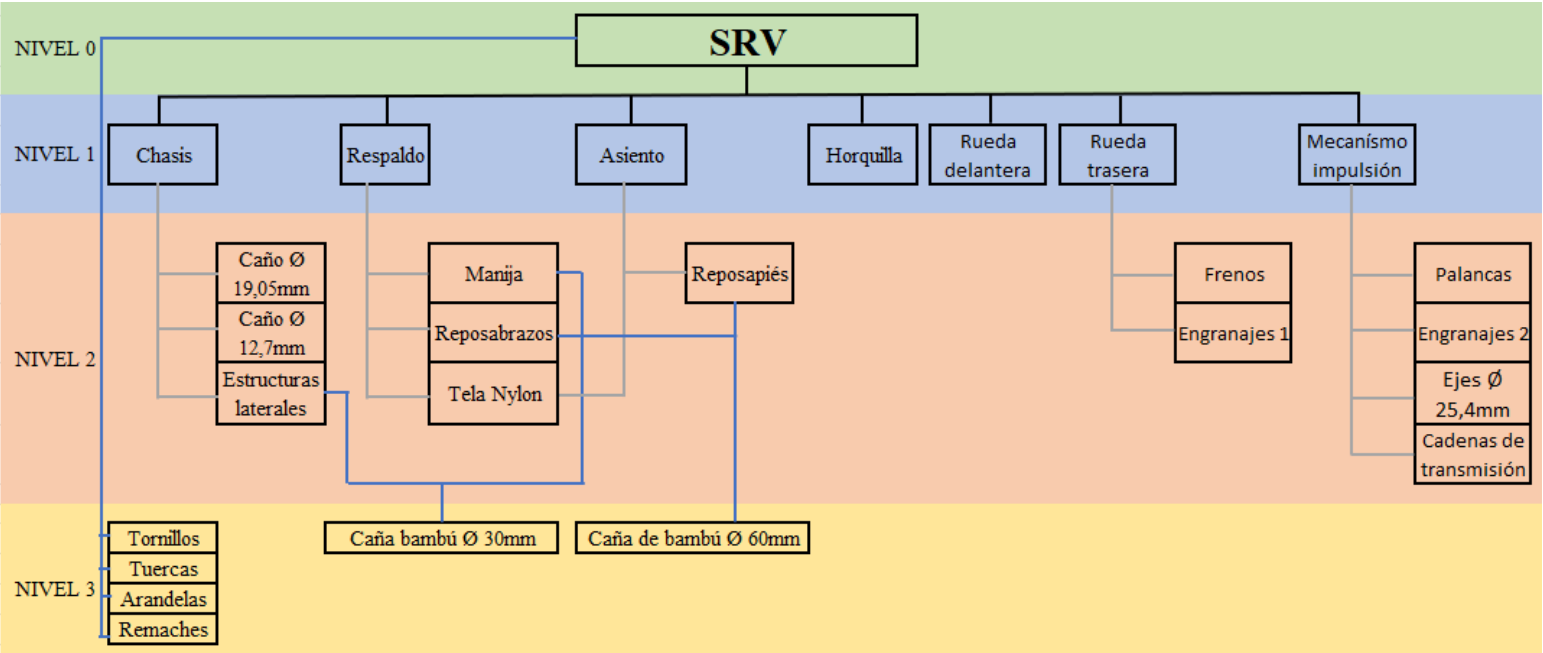 NIVEL 0
SRV
NIVEL 1
Chasis
Respaldo
Asiento
Horquilla
Rueda
delantera
Rueda
trasera
Mecanísmo
impulsión
NIVEL 2
Caño Ø
19,05mm
Caño Ø
12,7mm
Estructuras
laterales
Manija
Reposabrazos
Tela Nylon
Reposapiés
Frenos
Engranajes 1
Palancas
Engranajes 2
Ejes Ø
25,4mm
Cadenas de
transmisión
NIVEL 3
Tornillos
Tuercas
Arandelas
Remaches
Caña bambú Ø 30mm
Caña de bambú Ø 60mm